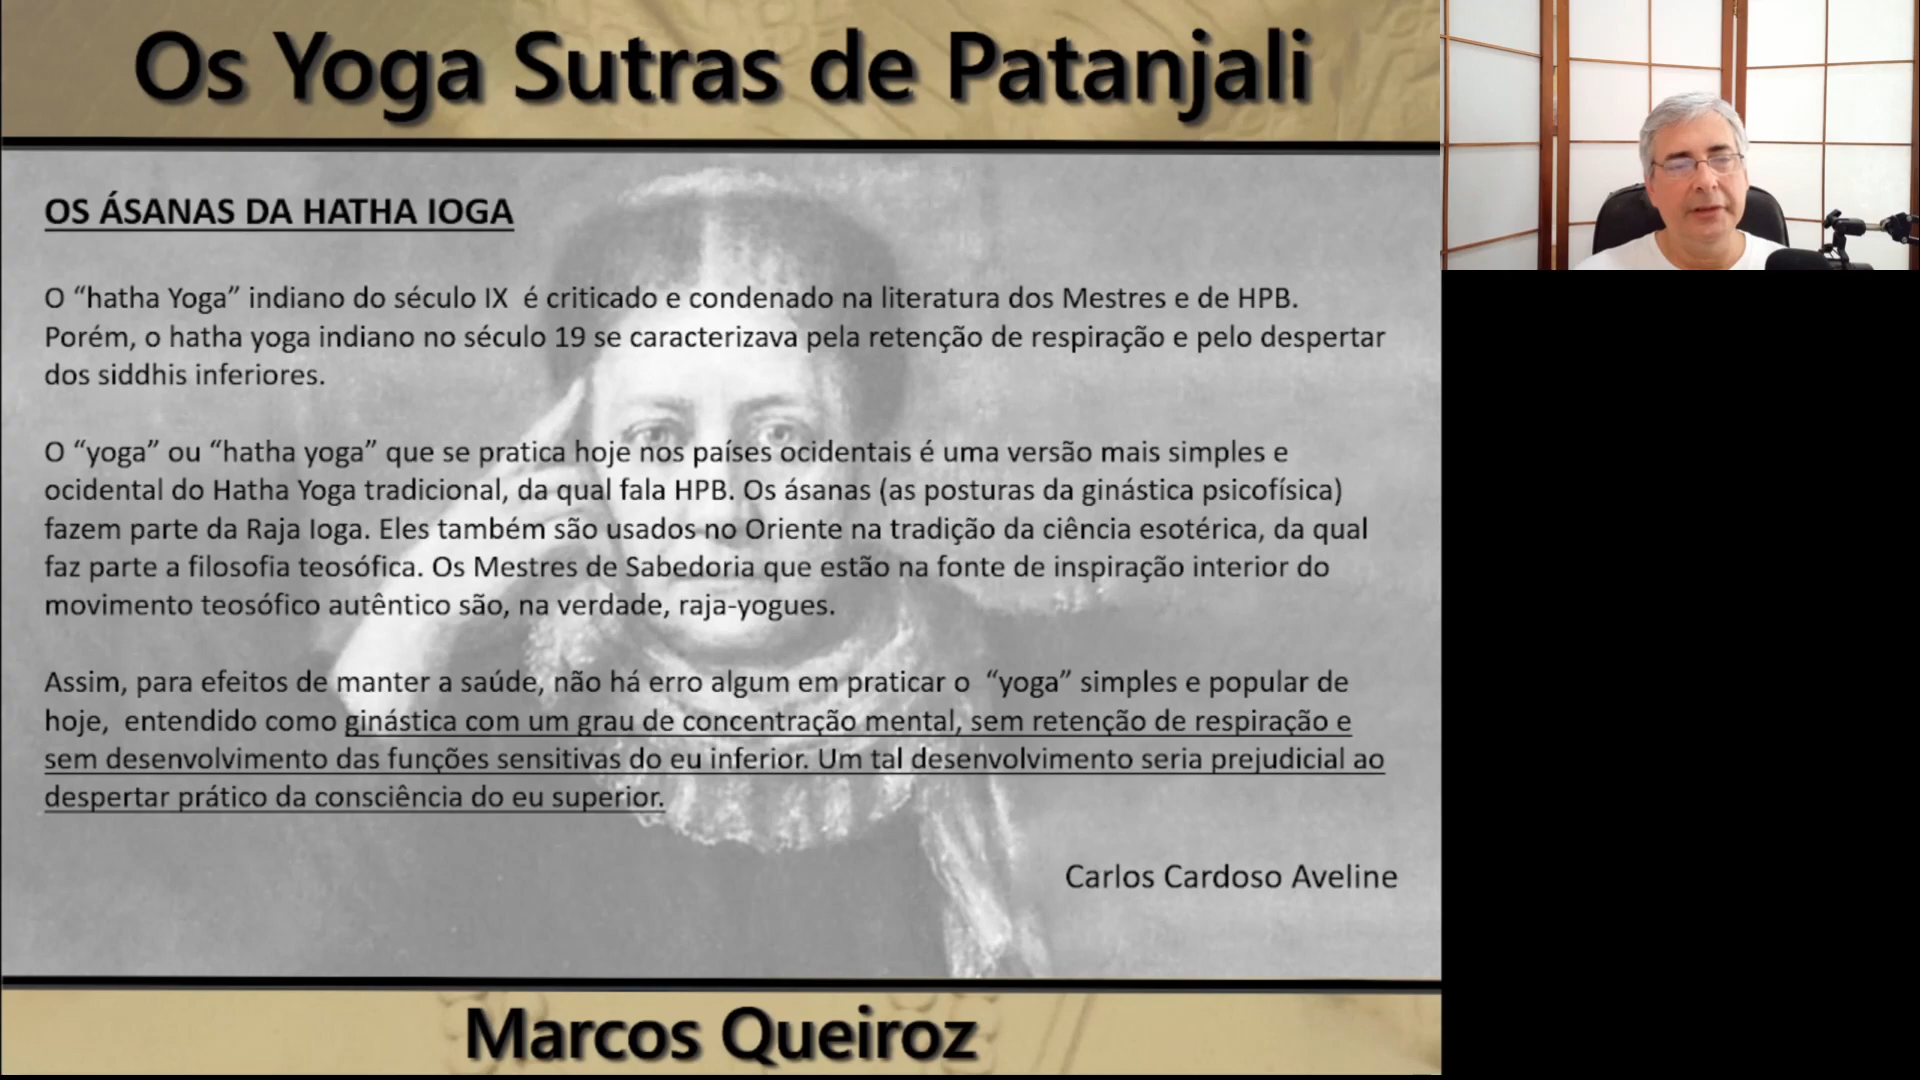 Os Yoga Sutras de Patanjali
OS ÁSANAS DA HATHA IOGA
O “hatha Yoga” indiano do século IX  é criticado e condenado na literatura dos Mestres e de HPB.
Porém, o hatha yoga indiano no século 19 se caracterizava pela retenção de respiração e pelo despertar
dos siddhis inferiores.
O “yoga” ou “hatha yoga” que se pratica hoje nos países ocidentais é uma versão mais simples e
ocidental do Hatha Yoga tradicional, da qual fala HPB. Os ásanas (as posturas da ginástica psicofísica)
fazem parte da Raja Ioga. Eles também são usados no Oriente na tradição da ciência esotérica, da qual
faz parte a filosofia teosófica. Os Mestres de Sabedoria que estão na fonte de inspiração interior do
movimento teosófico autêntico são, na verdade, raja-yogues.
Assim, para efeitos de manter a saúde, não há erro algum em praticar o  “yoga” simples e popular de
hoje,  entendido como ginástica com um grau de concentração mental, sem retenção de respiração e
sem desenvolvimento das funções sensitivas do eu inferior. Um tal desenvolvimento seria prejudicial ao
despertar prático da consciência do eu superior.
Carlos Cardoso Aveline
Marcos Queiroz